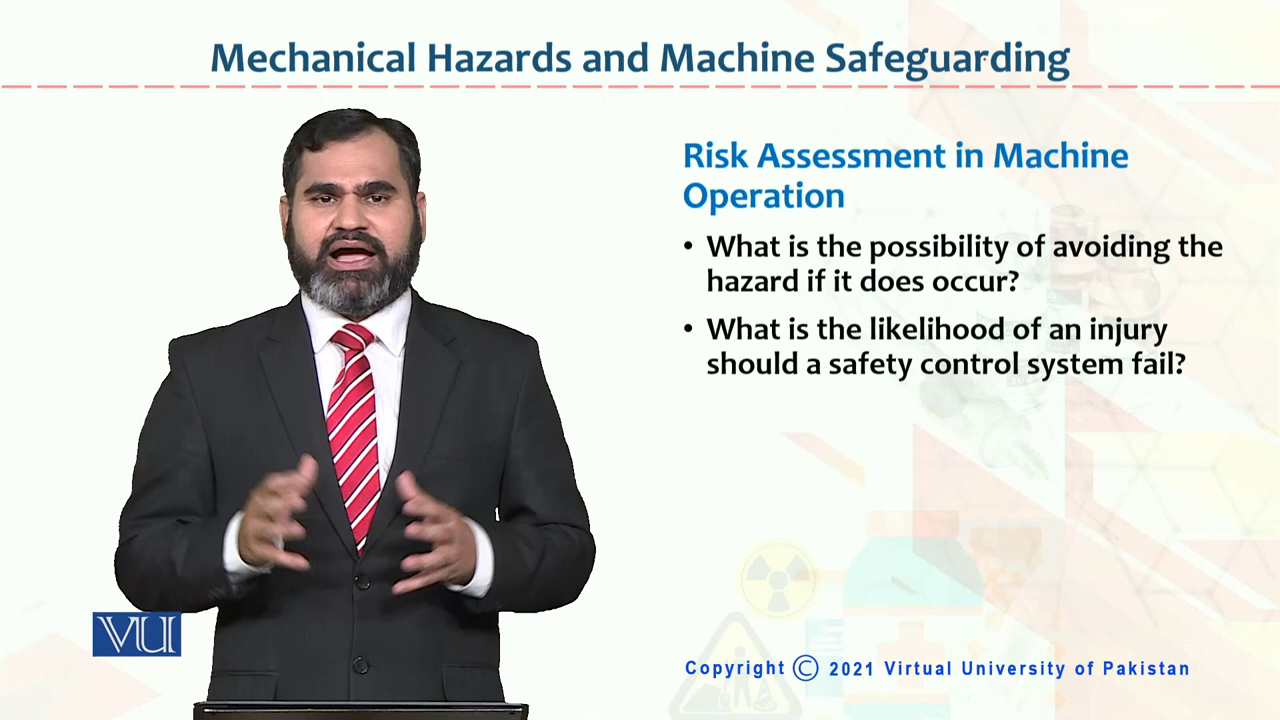 Mechanical Hazards and Machine Safeguarding
Risk Assessment in Machine
Operation
• What is the possibility of avoiding the
hazard if it does occur?
• What is the likelihood of an injury
should a safety control system fail?
VU
Copyright © 2021 Virtual University of Pakistan